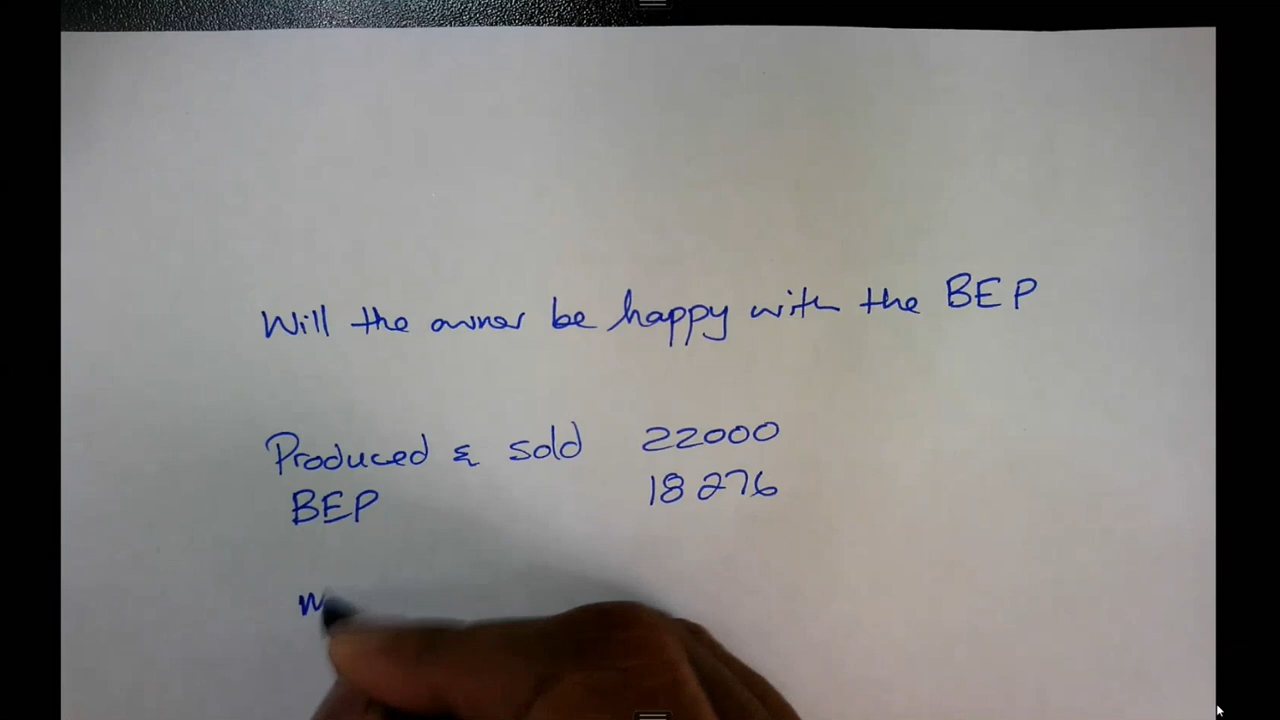 Will the owner be happy with the BEP
Produced & sold 22000
BEP 18276